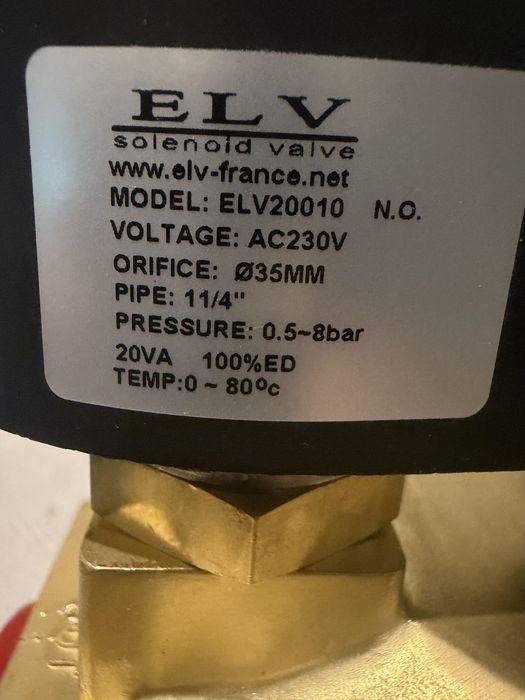 ELV
solenoid valve
www.elv-france.net
MODEL: ELV20010 N.O.
VOLTAGE: AC230V
ORIFICE: Ø35MM
PIPE: 11/4"
PRESSURE: 0.5~8bar
20VA 100%ED
TEMP:0 ~ 80°c